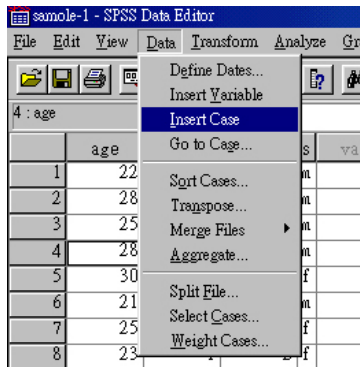 samole-1 - SPSS Data Editor
File Edit View Data Transform Analyze Gr
4 : age
Define Dates...
Insert Variable
Insert Case
Go to Case...
Sort Cases...
Transpose...
Merge Files
Aggregate...
Split File...
Select Cases...
Weight Cases...
age s va
1 22 m
2 28 m
3 25 m
4 28 m
5 30 f
6 21 m
7 25 f
8 23 f